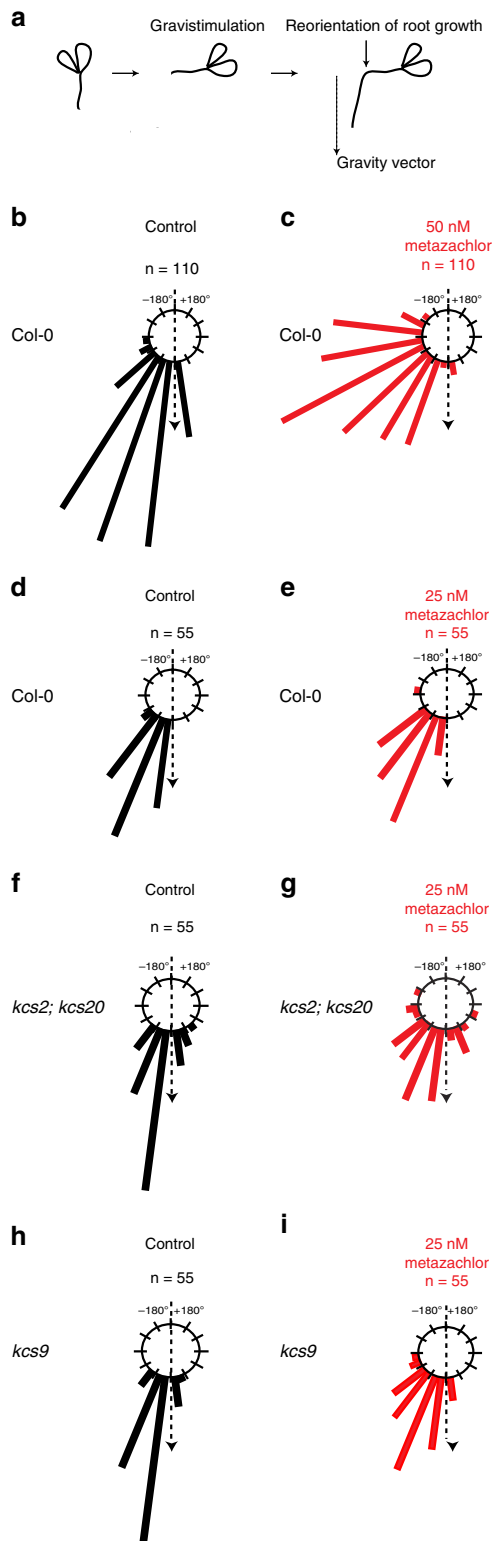 a
Gravistimulation
Reorientation of root growth
Gravity vector
b
Control
n = 110
−180° +180°
Col-0
c
50 nM
metazachlor
n = 110
−180° +180°
Col-0
d
Control
n = 55
−180° +180°
Col-0
e
25 nM
metazachlor
n = 55
−180° +180°
Col-0
f
Control
n = 55
−180° +180°
kcs2; kcs20
g
25 nM
metazachlor
n = 55
−180° +180°
kcs2; kcs20
h
Control
n = 55
−180° +180°
kcs9
i
25 nM
metazachlor
n = 55
−180° +180°
kcs9